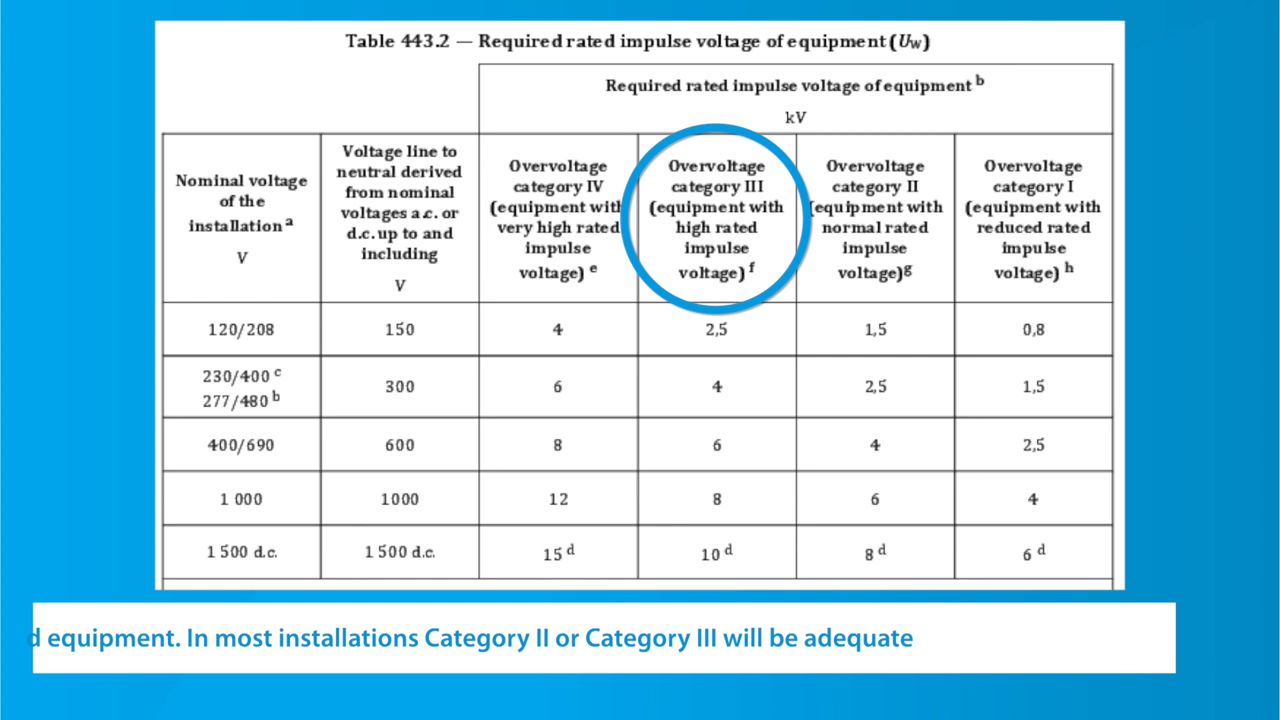 Table 443.2 — Required rated impulse voltage of equipment (Uw)
Required rated impulse voltage of equipment b
kV
Nominal voltage
of the
installation a
V
Voltage line to
neutral derived
from nominal
voltages a.c. or
d.c. up to and
including
V
Overvoltage
category IV
(equipment with
very high rated
impulse
voltage) e
Overvoltage
category III
(equipment with
high rated
impulse
voltage) f
Overvoltage
category II
(equipment with
normal rated
impulse
voltage)g
Overvoltage
category I
(equipment with
reduced rated
impulse
voltage) h
120/208 150 4 2,5 1,5 0,8
230/400 c
277/480 b
300 6 4 2,5 1,5
400/690 600 8 6 4 2,5
1 000 1000 12 8 6 4
1 500 d.c. 1 500 d.c. 15 d 10 d 8 d 6 d
d equipment. In most installations Category II or Category III will be adequate